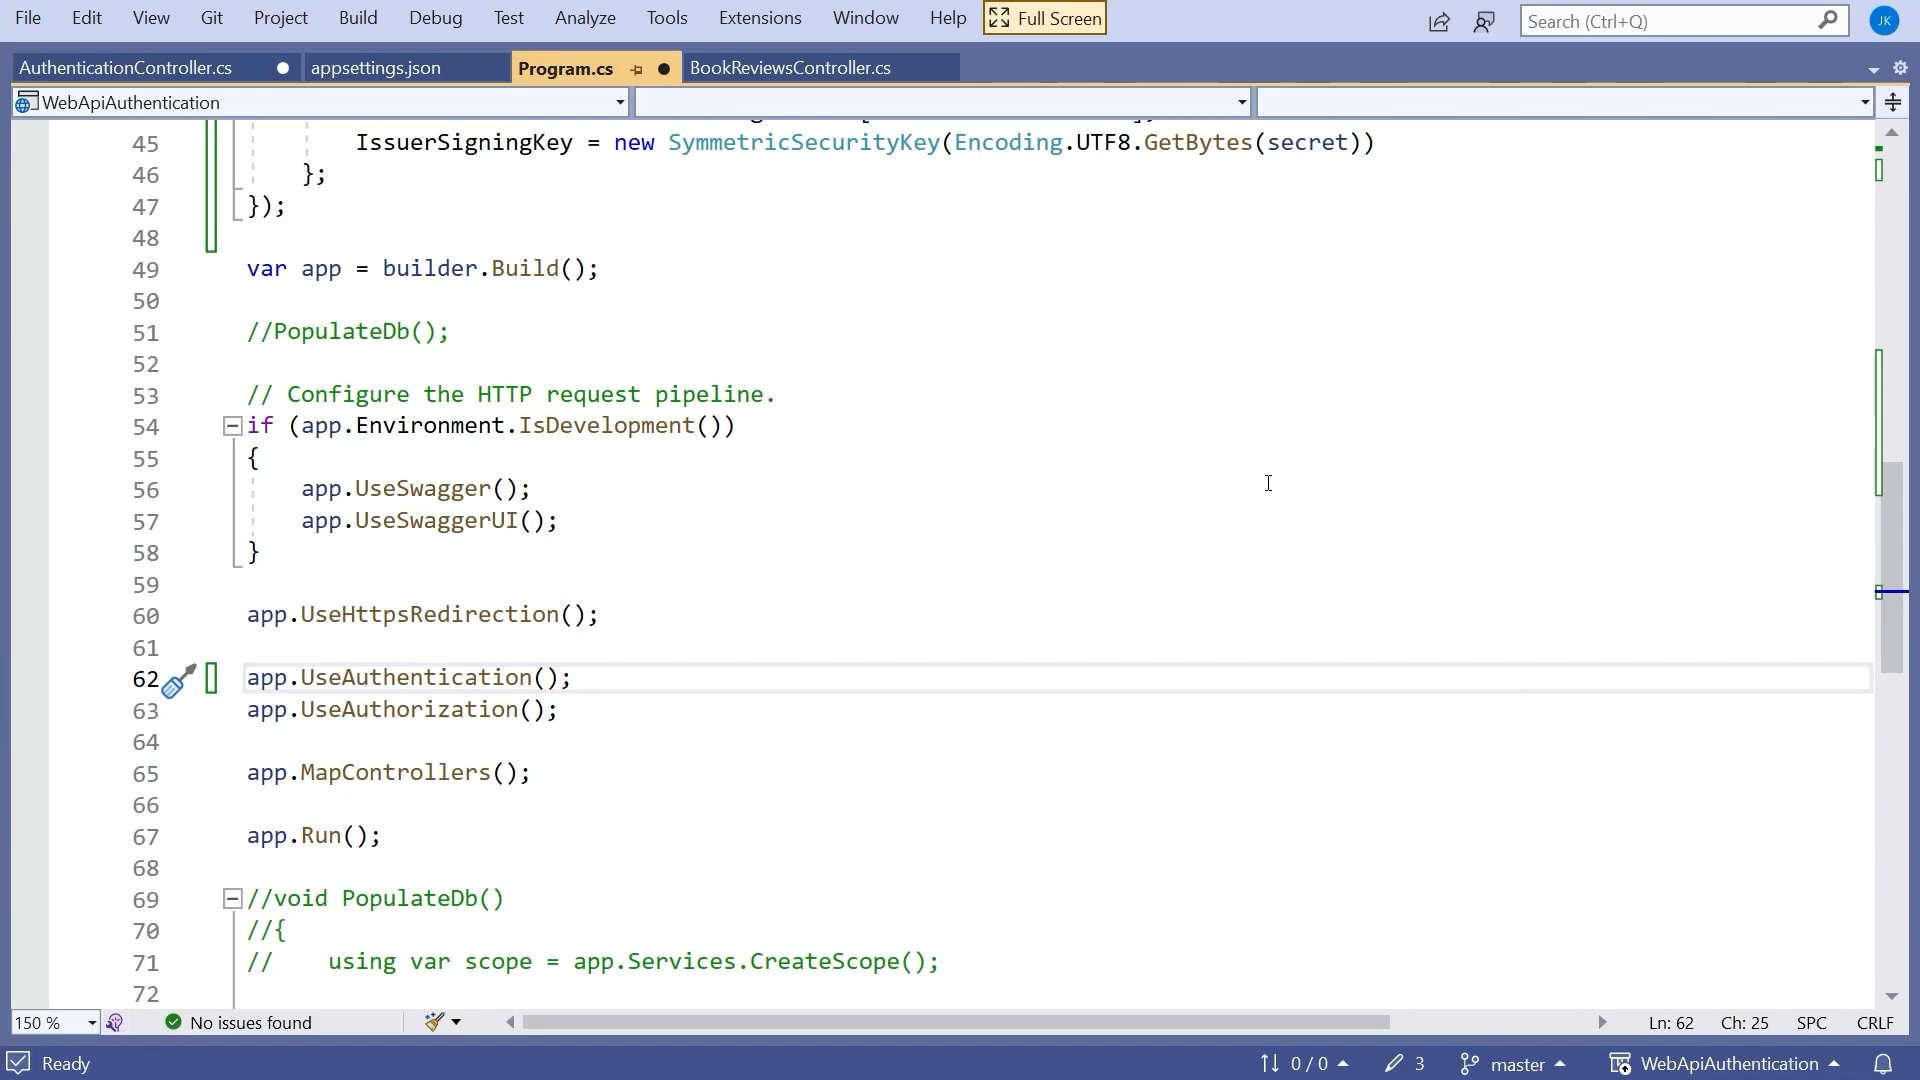 File Edit View Git Project Build Debug Test Analyze Tools Extensions Window Help Full Screen Search (Ctrl+Q) JK
AuthenticationController.cs appsettings.json Program.cs BookReviewsController.cs
WebApiAuthentication
45 IssuerSigningKey = new SymmetricSecurityKey(Encoding.UTF8.GetBytes(secret))
46 };
47 });
48
49 var app = builder.Build();
50
51 //PopulateDb();
52
53 // Configure the HTTP request pipeline.
54 if (app.Environment.IsDevelopment())
55 {
56 app.UseSwagger();
57 app.UseSwaggerUI();
58 }
59
60 app.UseHttpsRedirection();
61
62 app.UseAuthentication();
63 app.UseAuthorization();
64
65 app.MapControllers();
66
67 app.Run();
68
69 //void PopulateDb()
70 //{
71 // using var scope = app.Services.CreateScope();
72
150 % No issues found Ln: 62 Ch: 25 SPC CRLF
Ready 0 / 0 3 master WebApiAuthentication